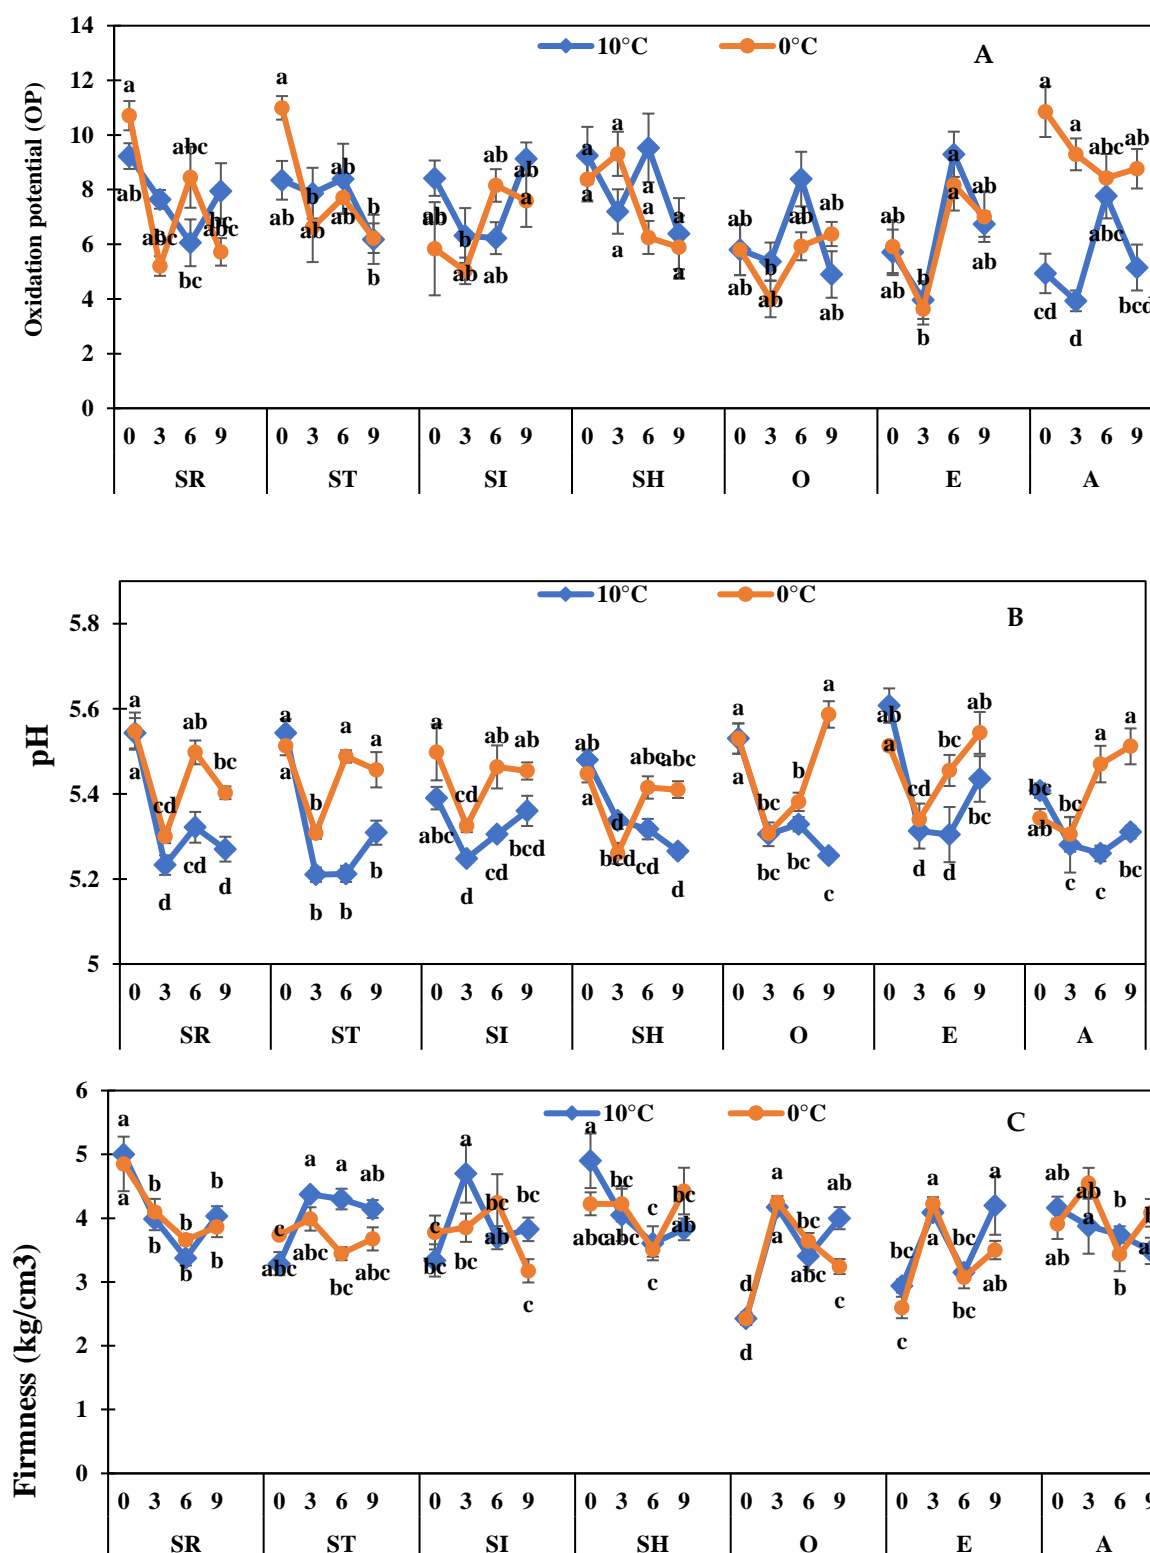 14
10°C
0°C
A
12
10
8
6
4
2
0
Oxidation potential (OP)
a
ab
abc
abc
abc
bc
bc
abc
a
ab
b
ab
ab
ab
b
b
ab
ab
b
ab
ab
ab
ab
a
a
a
a
a
a
a
a
a
ab
ab
b
ab
ab
ab
ab
ab
ab
b
b
a
a
ab
ab
a
cd
a
d
abc
abc
ab
bcd
0 3 6 9 0 3 6 9 0 3 6 9 0 3 6 9 0 3 6 9 0 3 6 9 0 3 6 9
SR ST SI SH O E A
10°C
0°C
B
5.8
5.6
5.4
5.2
5
pH
a
a
cd
d
ab
cd
bc
d
a
a
b
b
a
b
a
b
a
abc
cd
d
ab
cd
ab
bcd
ab
a
d
bcd
abc
cd
abc
d
a
a
bc
bc
b
bc
a
c
ab
a
cd
d
bc
d
ab
bc
bc
ab
bc
c
a
c
a
bc
0 3 6 9 0 3 6 9 0 3 6 9 0 3 6 9 0 3 6 9 0 3 6 9 0 3 6 9
SR ST SI SH O E A
10°C
0°C
C
6
5
4
3
2
1
0
Firmness (kg/cm3)
a
a
b
b
b
b
b
b
c
abc
a
abc
a
bc
ab
abc
c
bc
a
bc
bc
ab
bc
c
a
abc
bc
abc
c
c
bc
ab
d
d
a
a
bc
abc
ab
c
bc
c
a
a
b
bc
a
ab
ab
ab
ab
a
b
b
0 3 6 9 0 3 6 9 0 3 6 9 0 3 6 9 0 3 6 9 0 3 6 9 0 3 6
SR ST SI SH O E A